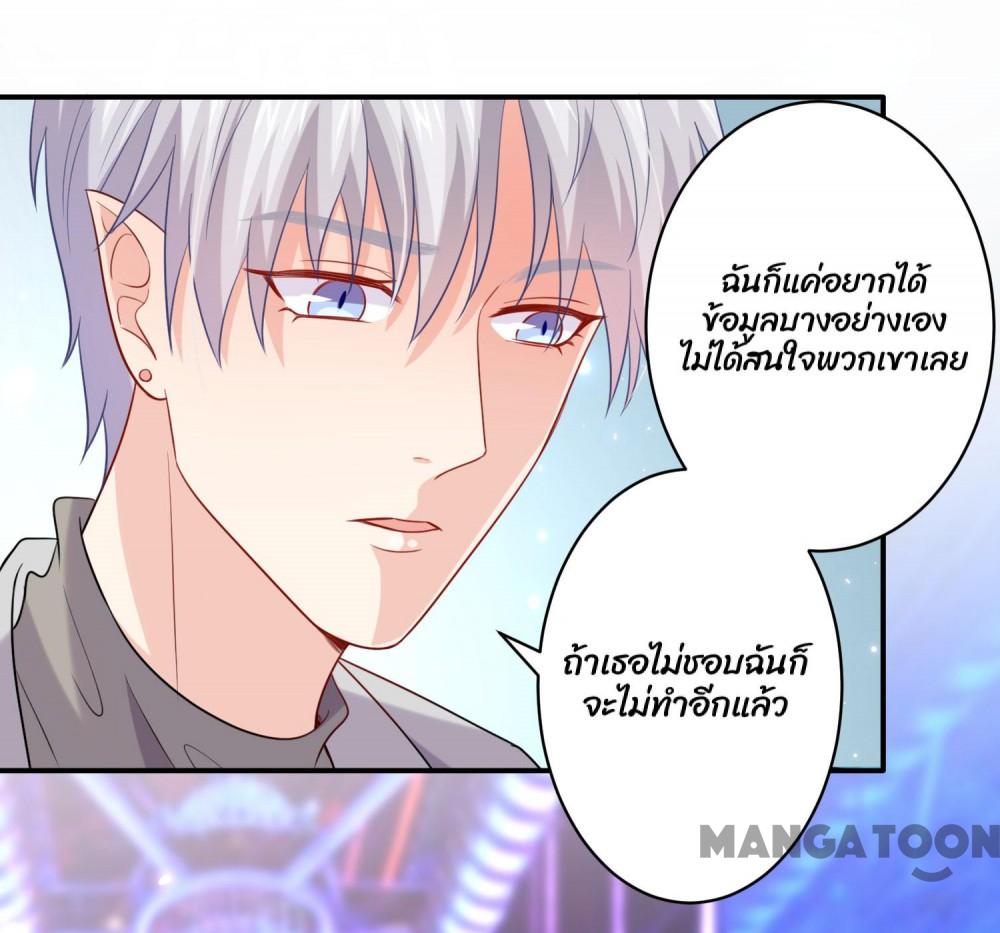 ฉันก็แค่อยากได้
ข้อมูลบางอย่างเอง
ไม่ได้สนใจพวกเขาเลย
ถ้าเธอไม่ชอบฉันก็
จะไม่ทำอีกแล้ว
MANGATOON